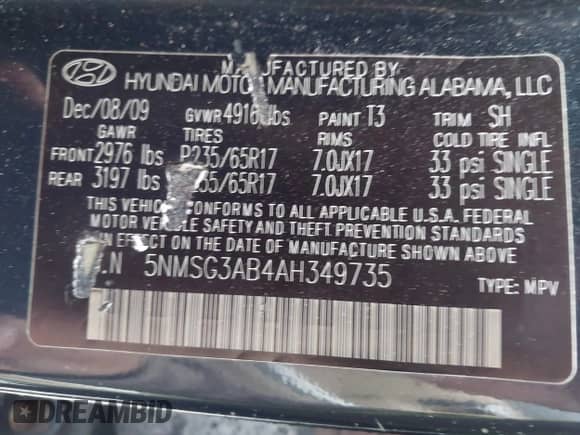 MANUFACTURED BY
HYUNDAI MOTOR MANUFACTURING ALABAMA, LLC
Dec/08/09 GVWR 4916 lbs PAINT T3 TRIM SH
GAWR TIRES RIMS COLD TIRE INFL
FRONT 2976 lbs P235/65R17 7.0JX17 33 psi SINGLE
REAR 3197 lbs 235/65R17 7.0JX17 33 psi SINGLE
THIS VEHICLE CONFORMS TO ALL APPLICABLE U.S.A. FEDERAL
MOTOR VEHICLE SAFETY AND THEFT PREVENTION STANDARDS
IN EFFECT ON THE DATE OF MANUFACTURE SHOWN ABOVE
.N 5NMSG3AB4AH349735 TYPE: MPV
DREAMBID